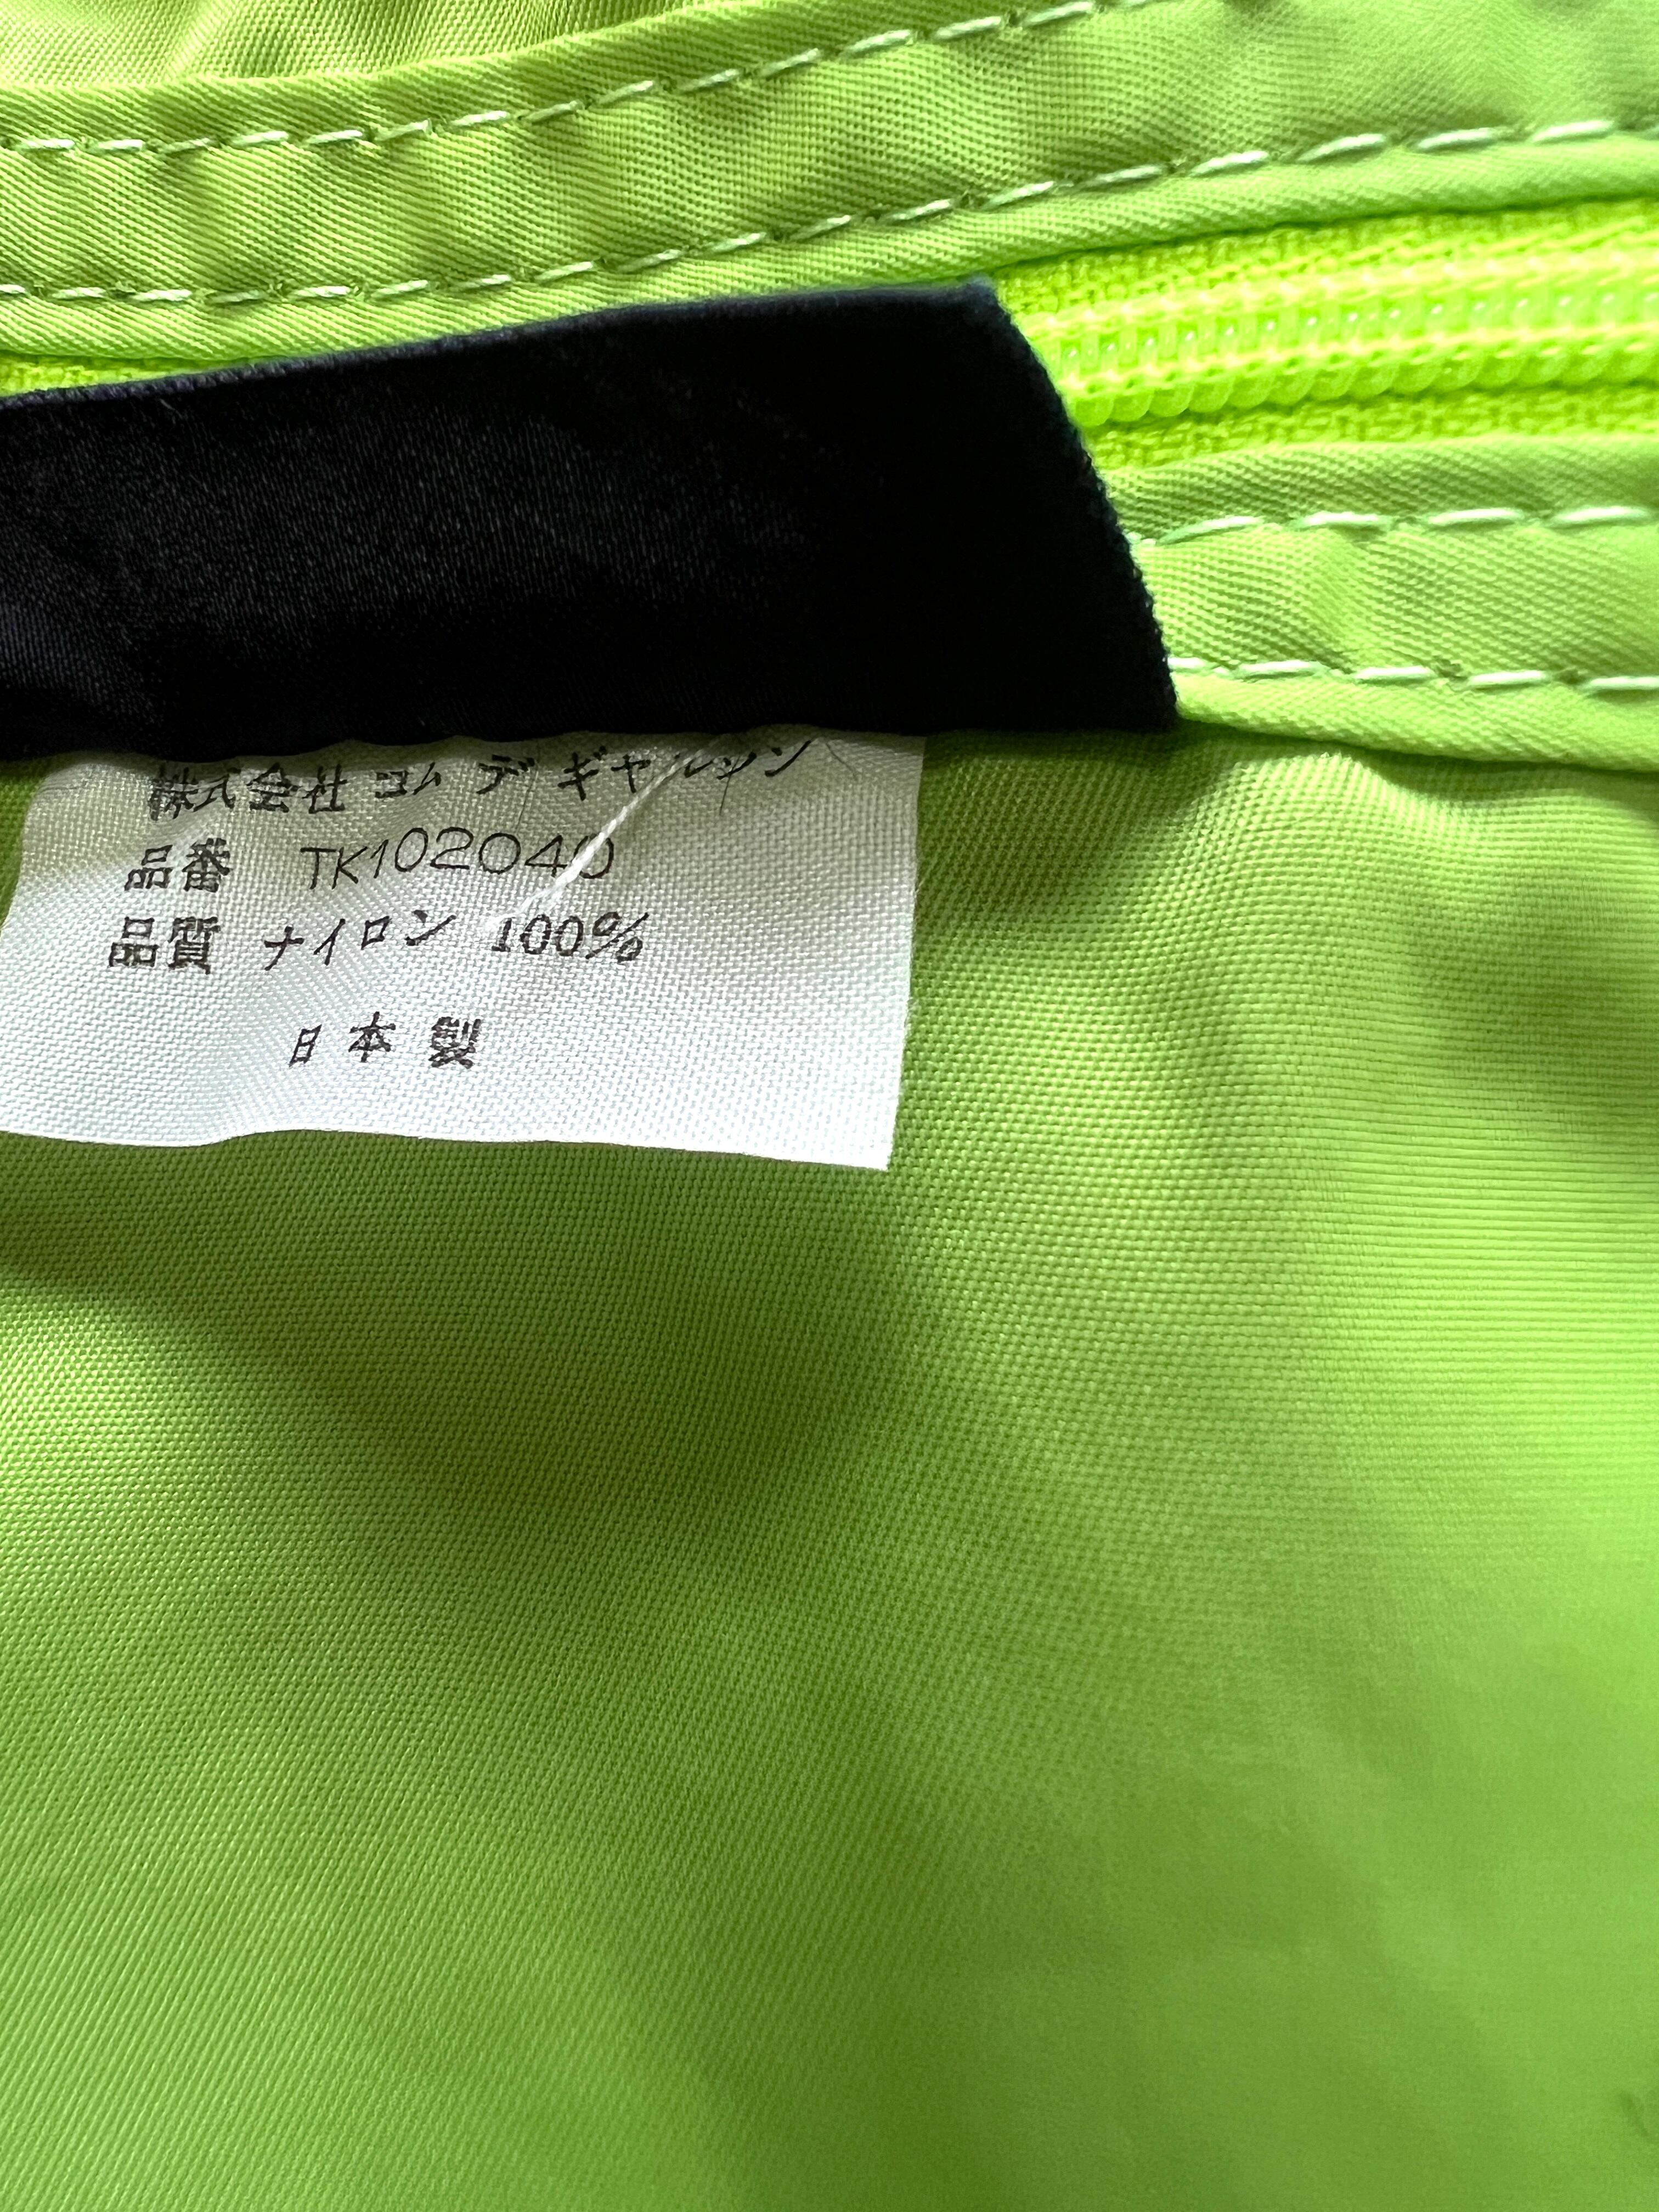 株式会社 コム デ ギャルソン
品番 TK102040
品質 ナイロン 100%
日本製